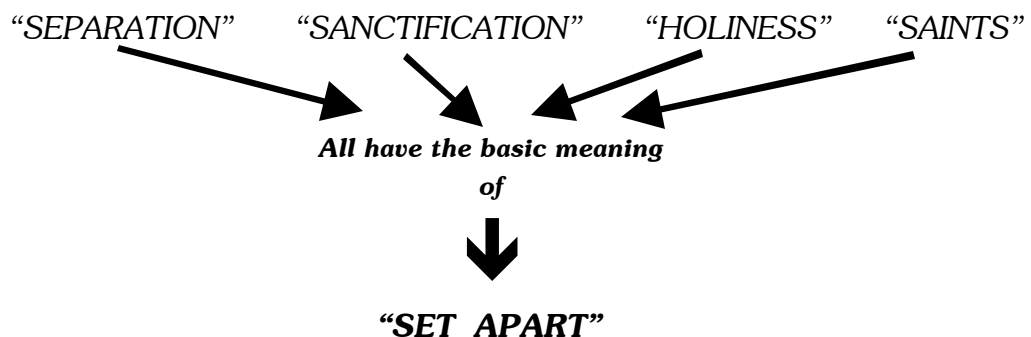 “SEPARATION” “SANCTIFICATION” “HOLINESS” “SAINTS”
All have the basic meaning
of
“SET APART”